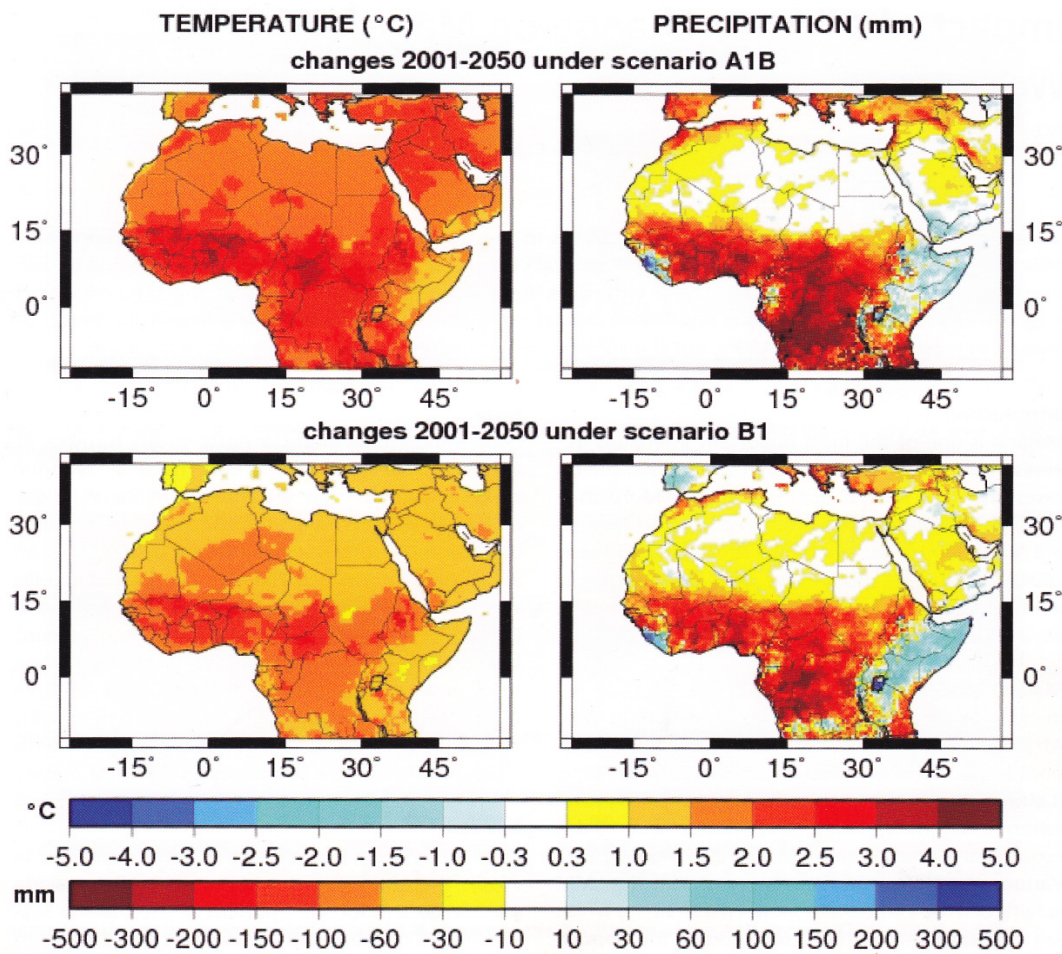 TEMPERATURE (°C) PRECIPITATION (mm)
changes 2001-2050 under scenario A1B
30° 30°
15° 15°
0° 0°
-15° 0° 15° 30° 45° -15° 0° 15° 30° 45°
changes 2001-2050 under scenario B1
30° 30°
15° 15°
0° 0°
-15° 0° 15° 30° 45° -15° 0° 15° 30° 45°
°C
-5.0 -4.0 -3.0 -2.5 -2.0 -1.5 -1.0 -0.3 0.3 1.0 1.5 2.0 2.5 3.0 4.0 5.0
mm
-500 -300 -200 -150 -100 -60 -30 -10 10 30 60 100 150 200 300 500